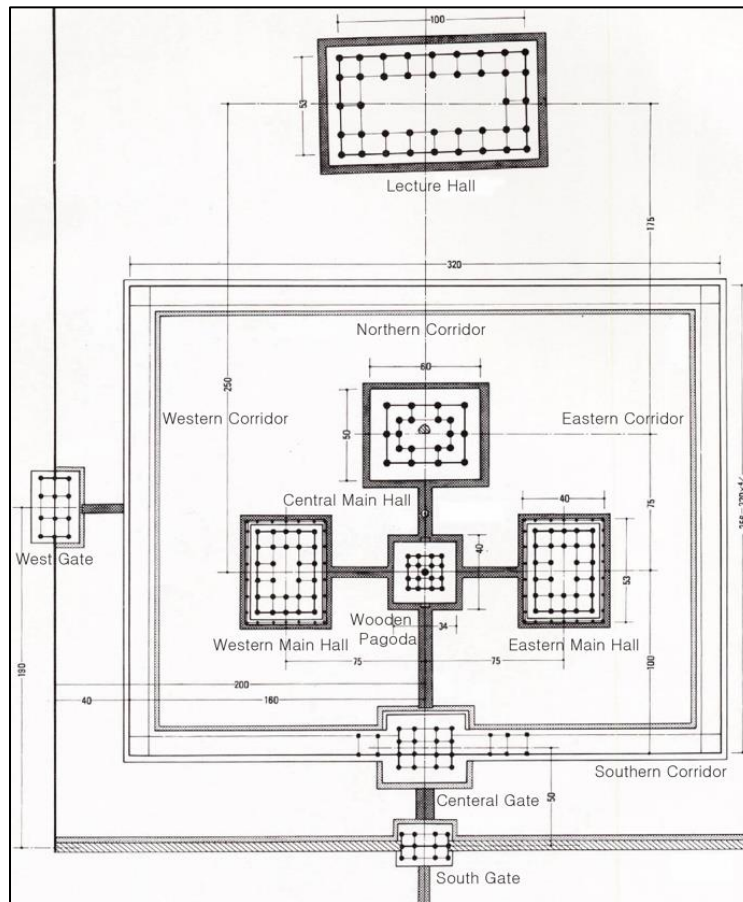 100
53
Lecture Hall
175
320
Northern Corridor
60
250
Western Corridor
Eastern Corridor
50
Central Main Hall
40
75
West Gate
40
53
Wooden
Pagoda
34
Western Main Hall
Eastern Main Hall
75
75
200
100
190
40
160
Southern Corridor
Centeral Gate
50
South Gate